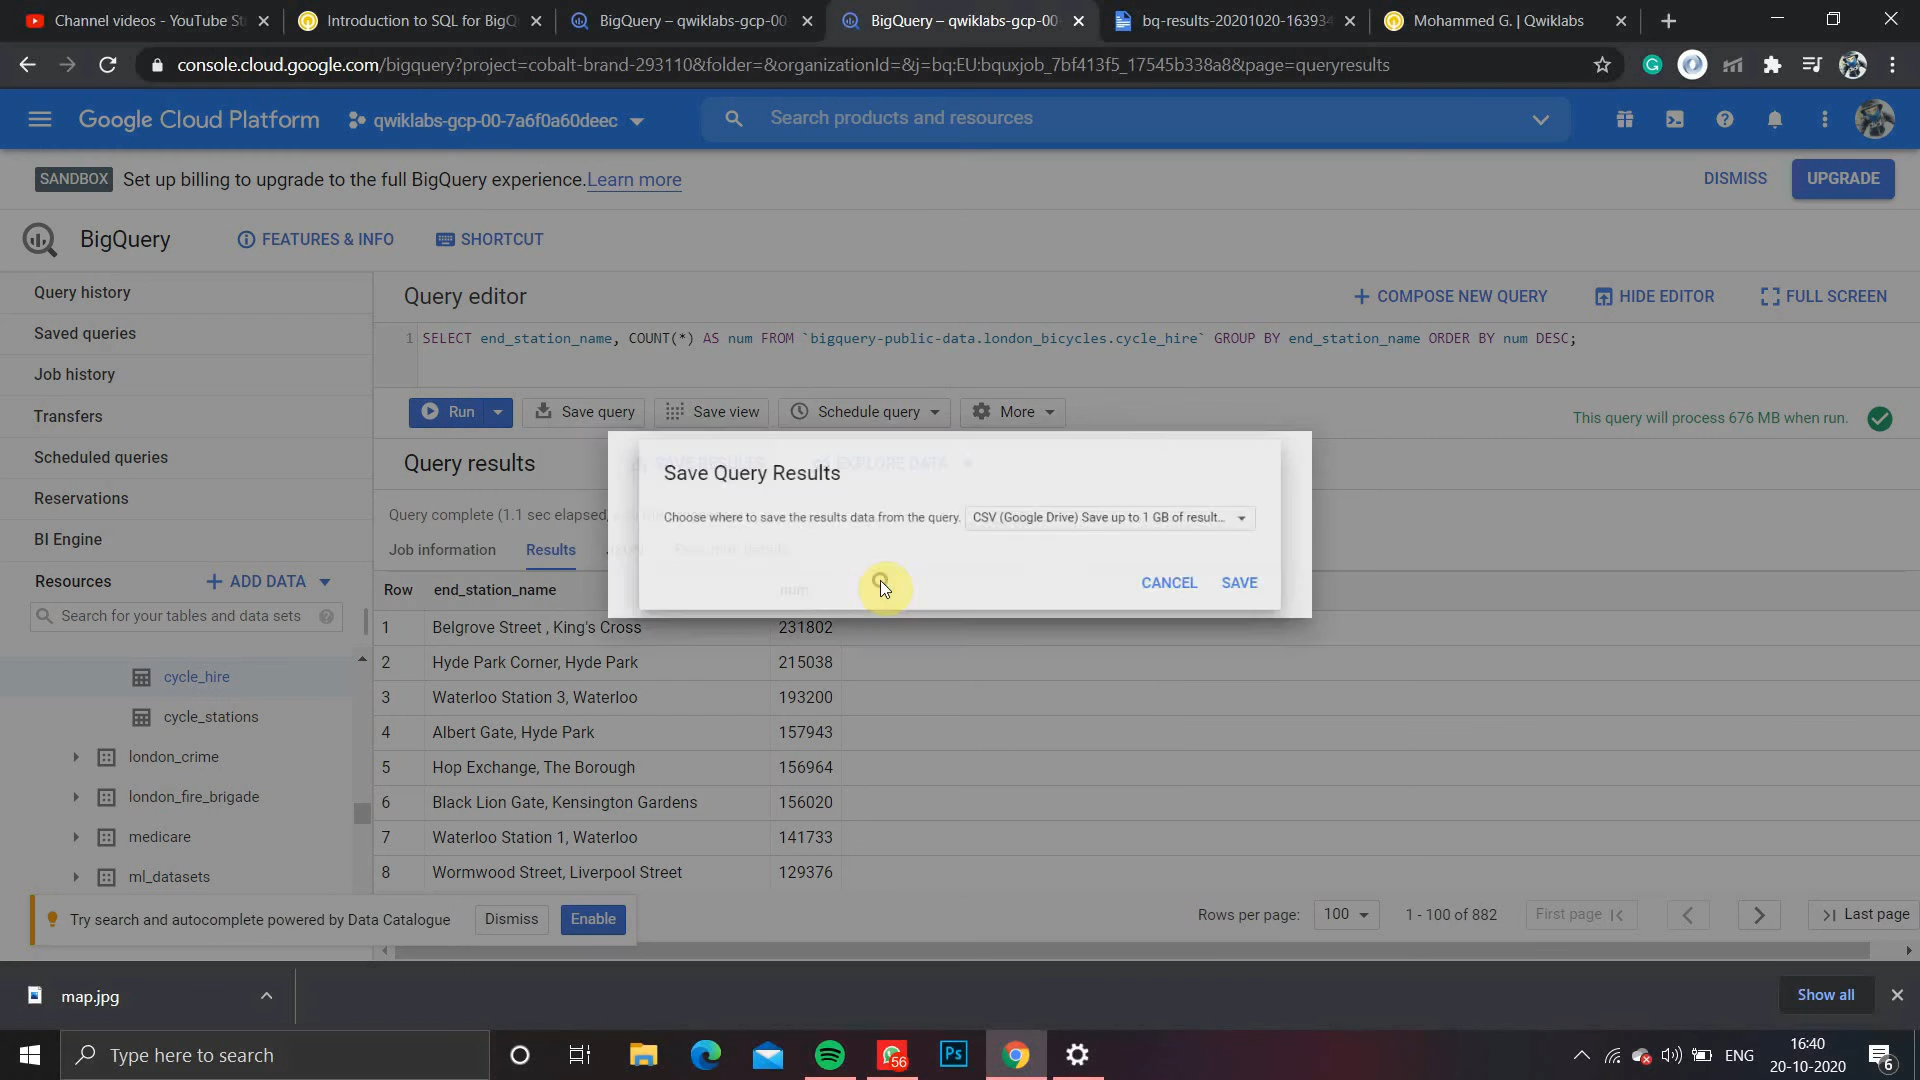 Channel videos - YouTube St
Introduction to SQL for BigQ
BigQuery – qwiklabs-gcp-00
BigQuery – qwiklabs-gcp-00-
bq-results-20201020-163934
Mohammed G. | Qwiklabs
console.cloud.google.com/bigquery?project=cobalt-brand-293110&folder=&organizationId=&j=bq:EU:bquxjob_7bf413f5_17545b338a8&page=queryresults
Google Cloud Platform
qwiklabs-gcp-00-7a6f0a60deec
Search products and resources
SANDBOX Set up billing to upgrade to the full BigQuery experience. Learn more
DISMISS
UPGRADE
BigQuery
FEATURES & INFO
SHORTCUT
Query history
Saved queries
Job history
Transfers
Scheduled queries
Reservations
BI Engine
Resources
+ ADD DATA
Search for your tables and data sets
cycle_hire
cycle_stations
london_crime
london_fire_brigade
medicare
ml_datasets
Query editor
+ COMPOSE NEW QUERY
HIDE EDITOR
FULL SCREEN
1 SELECT end_station_name, COUNT(*) AS num FROM `bigquery-public-data.london_bicycles.cycle_hire` GROUP BY end_station_name ORDER BY num DESC;
Run
Save query
Save view
Schedule query
More
This query will process 676 MB when run.
Query results
SAVE RESULTS
EXPLORE DATA
Save Query Results
Choose where to save the results data from the query.
CSV (Google Drive) Save up to 1 GB of result...
CANCEL
SAVE
Query complete (1.1 sec elapsed,
Job information
Results
JSON
Execution details
Row end_station_name num
1 Belgrove Street , King's Cross 231802
2 Hyde Park Corner, Hyde Park 215038
3 Waterloo Station 3, Waterloo 193200
4 Albert Gate, Hyde Park 157943
5 Hop Exchange, The Borough 156964
6 Black Lion Gate, Kensington Gardens 156020
7 Waterloo Station 1, Waterloo 141733
8 Wormwood Street, Liverpool Street 129376
Try search and autocomplete powered by Data Catalogue
Dismiss
Enable
Rows per page: 100
1 - 100 of 882
First page
Last page
map.jpg
Show all
Type here to search
56
Ps
ENG
16:40
20-10-2020
6